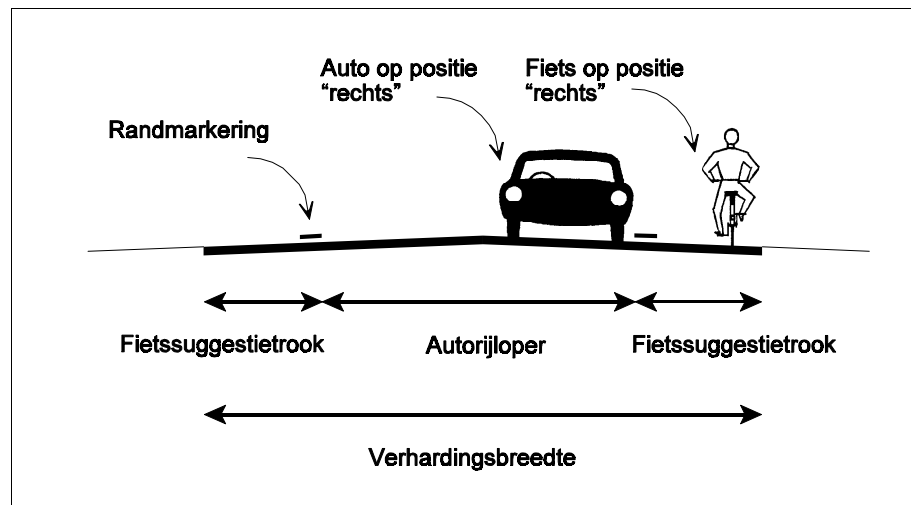 Auto op positie
“rechts”
Fiets op positie
“rechts”
Randmarkering
Fietssuggestietrook
Autorijloper
Fietssuggestietrook
Verhardingsbreedte